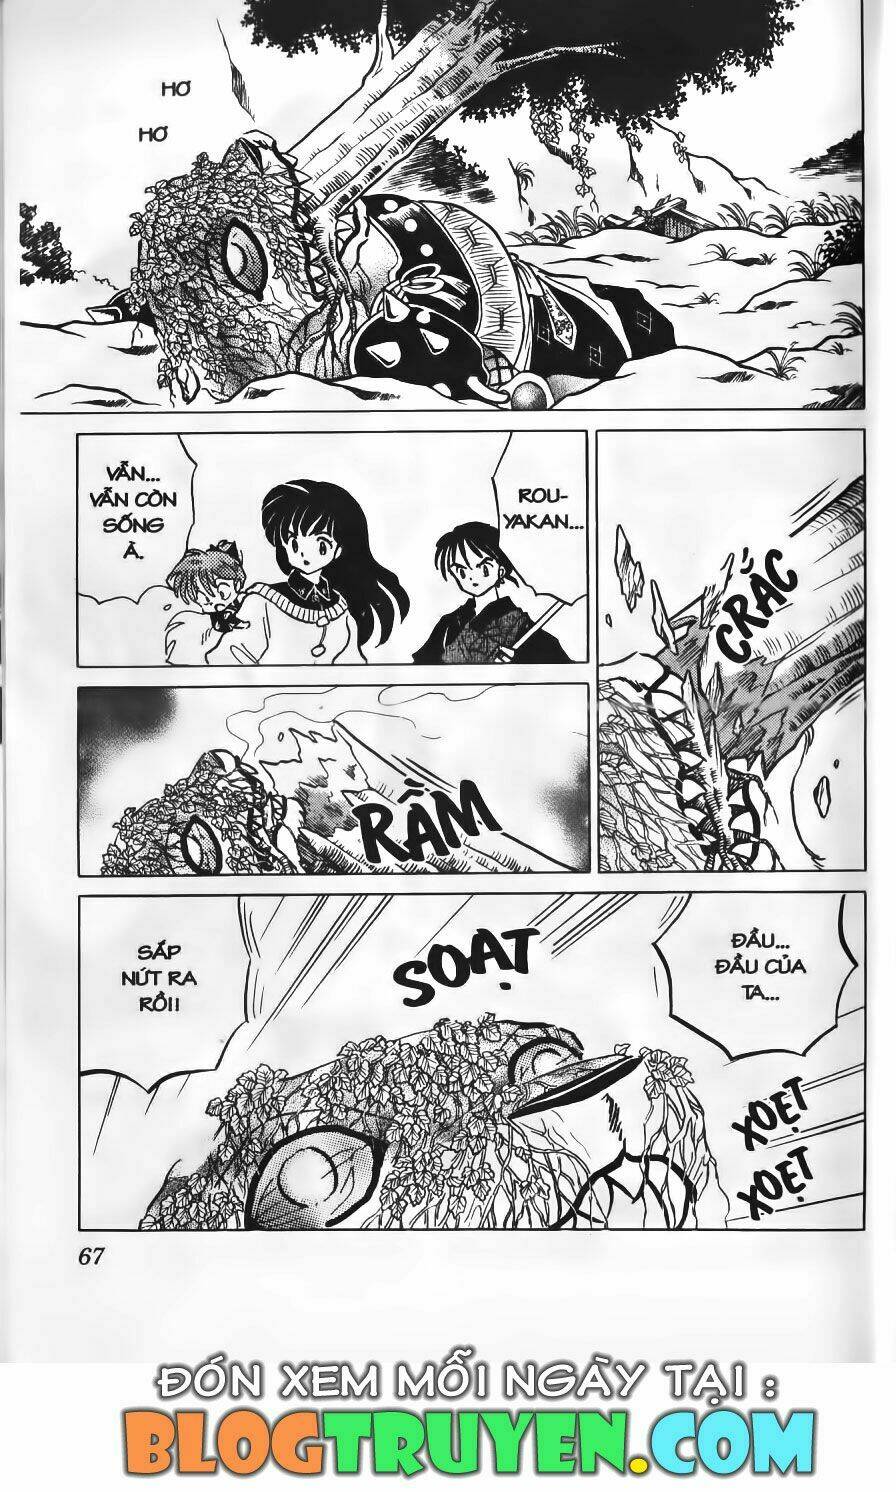 HƠ
HƠ
ROU-
YAKAN...
VẪN...
VẪN CÒN
SỐNG
À.
CRẮC
RẦM
ĐẦU...
ĐẦU CỦA
TA...
SOẠT
SẮP
NỨT RA
RỒI!!
XOẸT
XOẸT
67
ĐÓN XEM MỖI NGÀY TẠI :
BLOGTRUYEN.COM